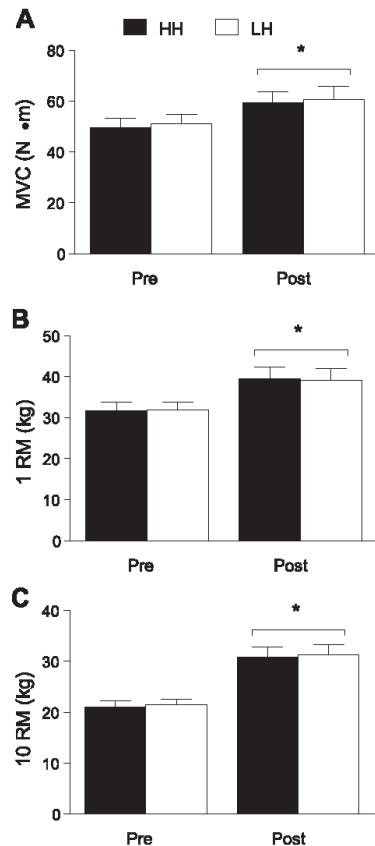 A
HH LH
80
*
60
40
20
0
MVC (N •m)
Pre Post
B
50
*
40
30
20
10
0
1 RM (kg)
Pre Post
C
40
*
30
20
10
0
10 RM (kg)
Pre Post